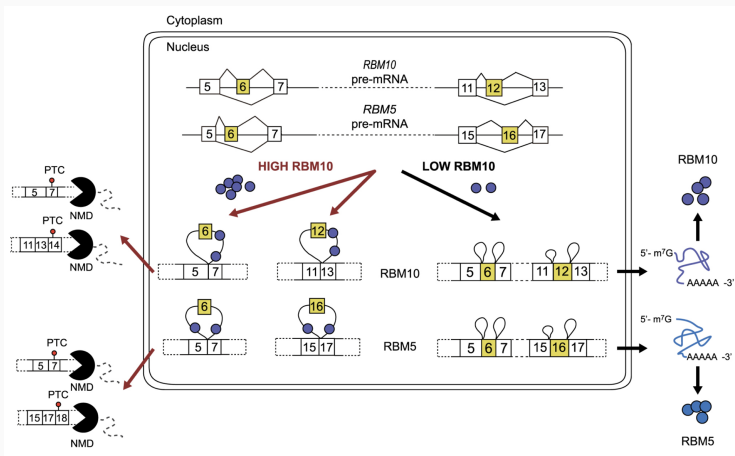 Cytoplasm
Nucleus
RBM10
pre-mRNA
5 6 7
11 12 13
RBM5
pre-mRNA
5 6 7
15 16 17
HIGH RBM10
LOW RBM10
RBM10
PTC
5 7
NMD
PTC
11 13 14
NMD
6
5 7
12
11 13
RBM10
5 6 7
11 12 13
5'- m⁷G
AAAAA -3'
6
5 7
16
15 17
RBM5
5 6 7
15 16 17
5'- m⁷G
AAAAA -3'
PTC
5 7
NMD
PTC
15 17 18
NMD
RBM5